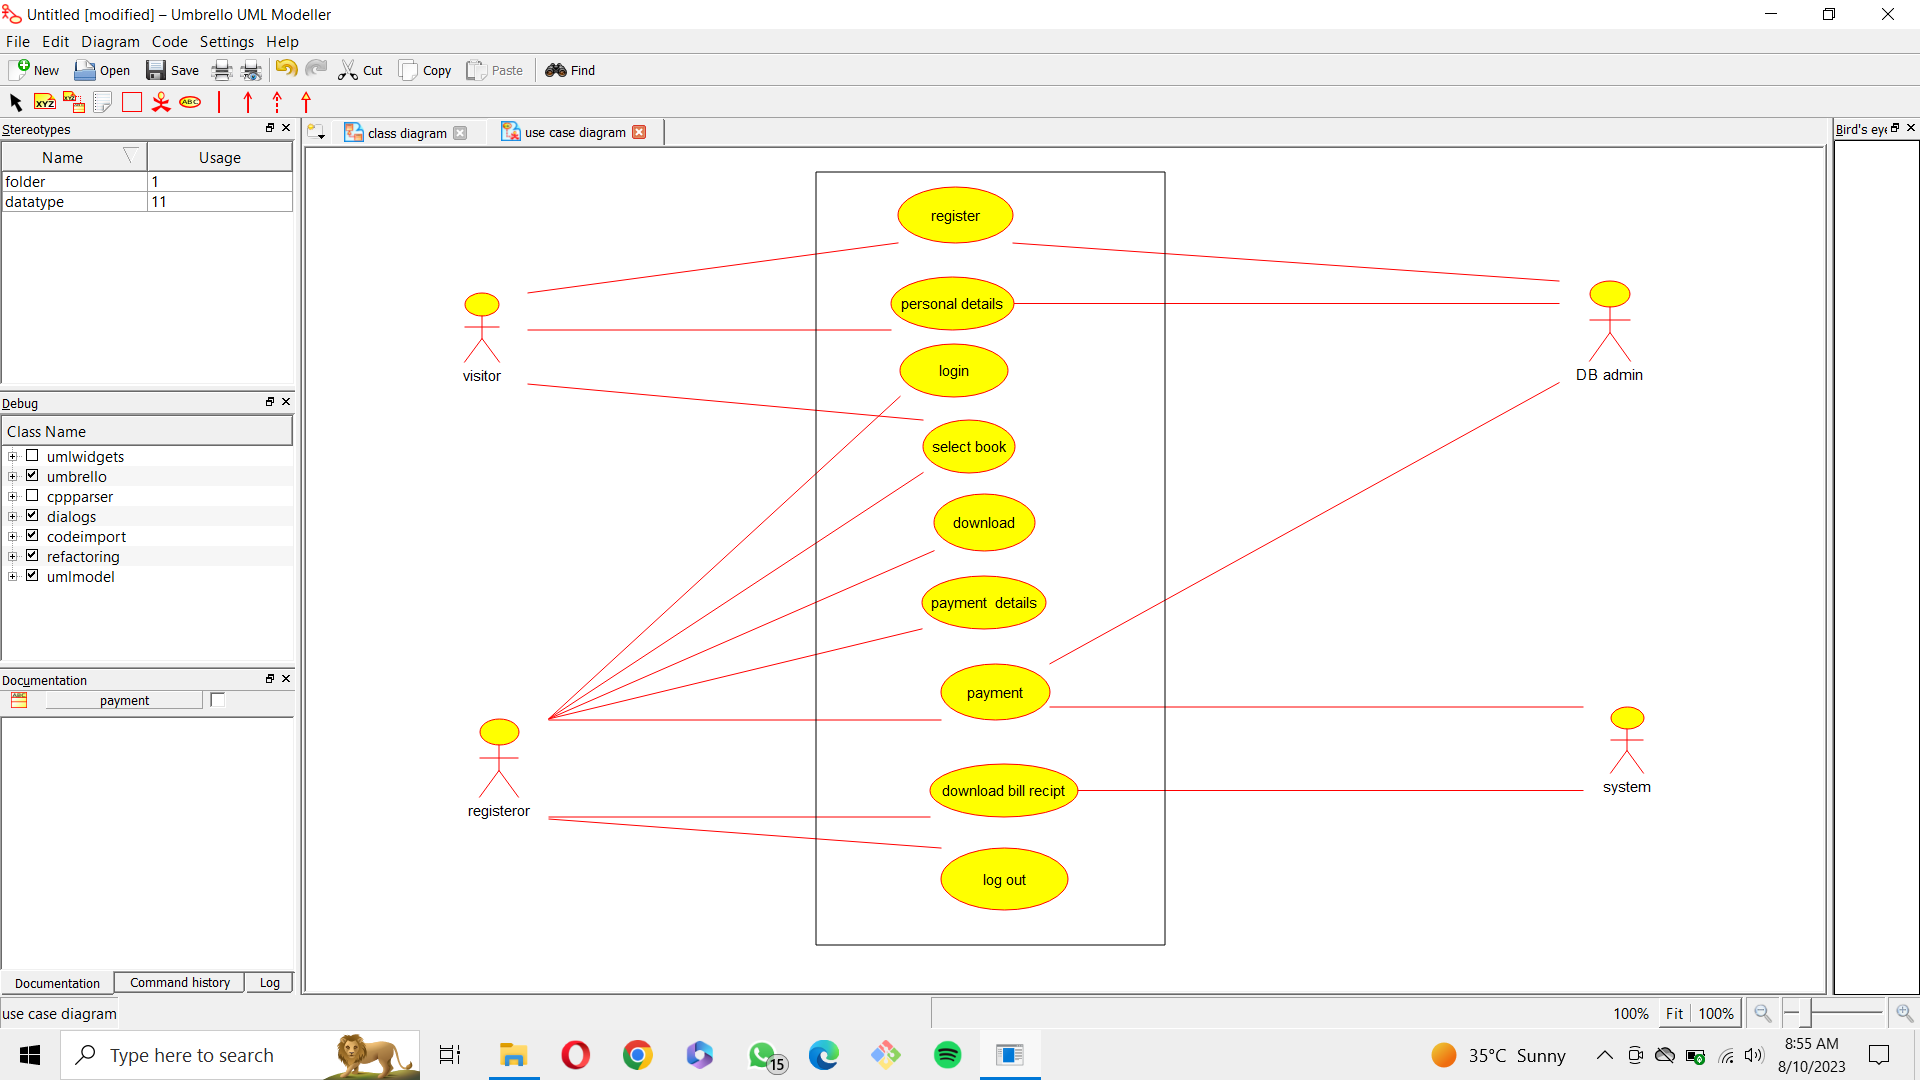 Untitled [modified] – Umbrello UML Modeller
File Edit Diagram Code Settings Help
New Open Save Cut Copy Paste Find
XYZ XYZ ABC
Stereotypes
Name Usage
folder 1
datatype 11
Debug
Class Name
umlwidgets
umbrello
cppparser
dialogs
codeimport
refactoring
umlmodel
Documentation
payment
Documentation Command history Log
class diagram use case diagram
register
personal details
login
select book
download
payment details
payment
download bill recipt
log out
visitor
registeror
DB admin
system
Bird's eye
use case diagram
100% Fit 100%
Type here to search
15
35°C Sunny
8:55 AM
8/10/2023